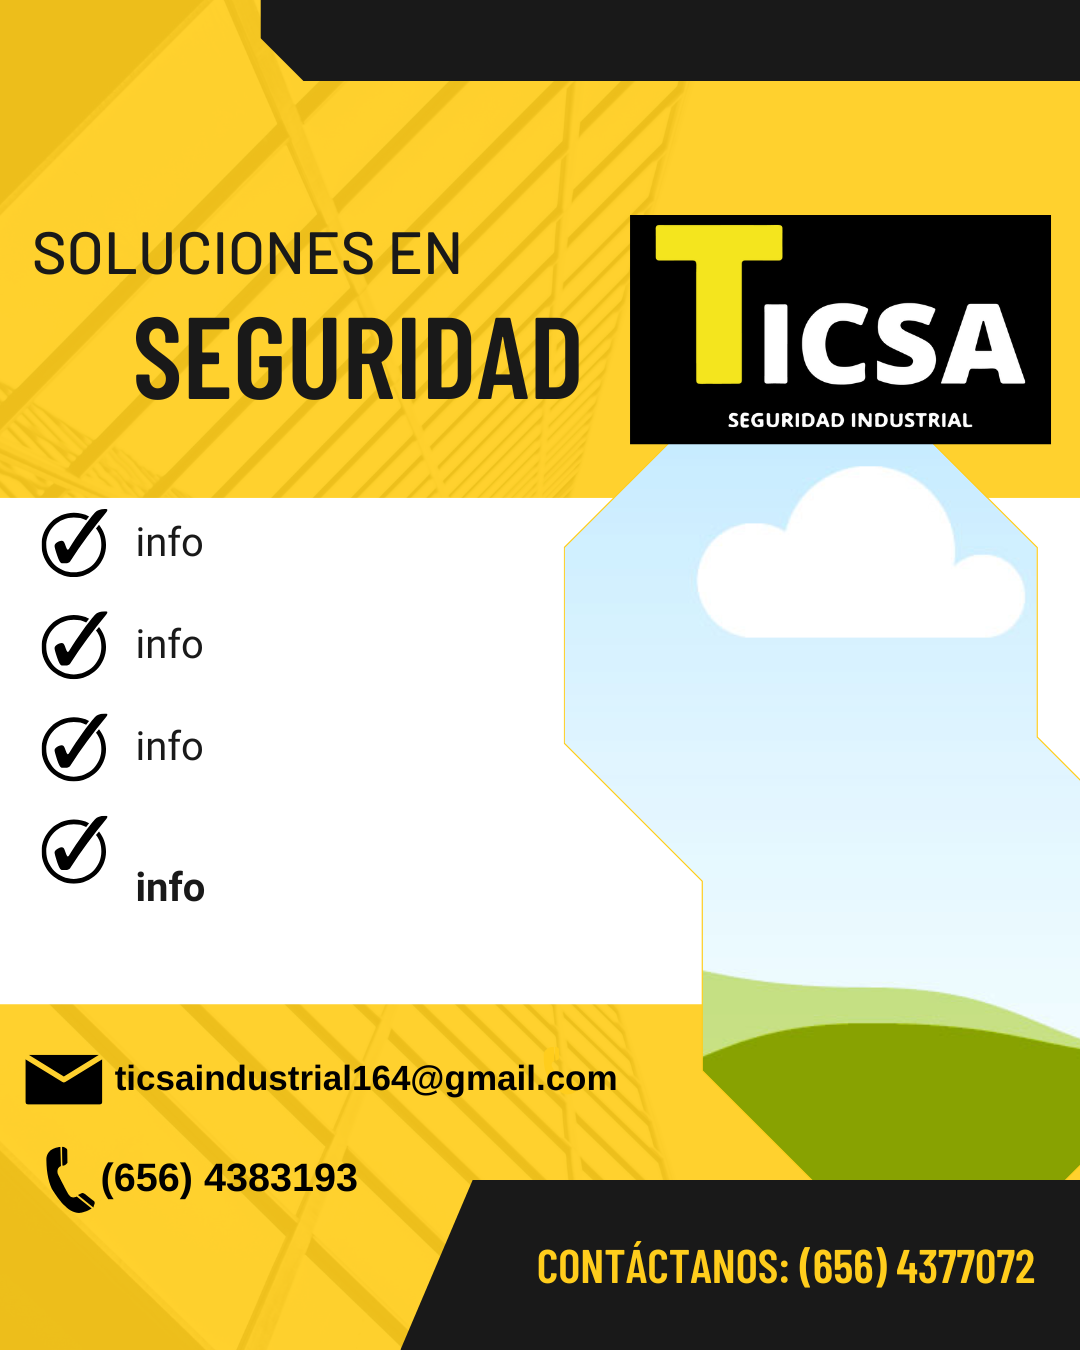 SOLUCIONES EN
SEGURIDAD
TICSA
SEGURIDAD INDUSTRIAL
info
info
info
info
ticsaindustrial164@gmail.com
(656) 4383193
CONTÁCTANOS: (656) 4377072